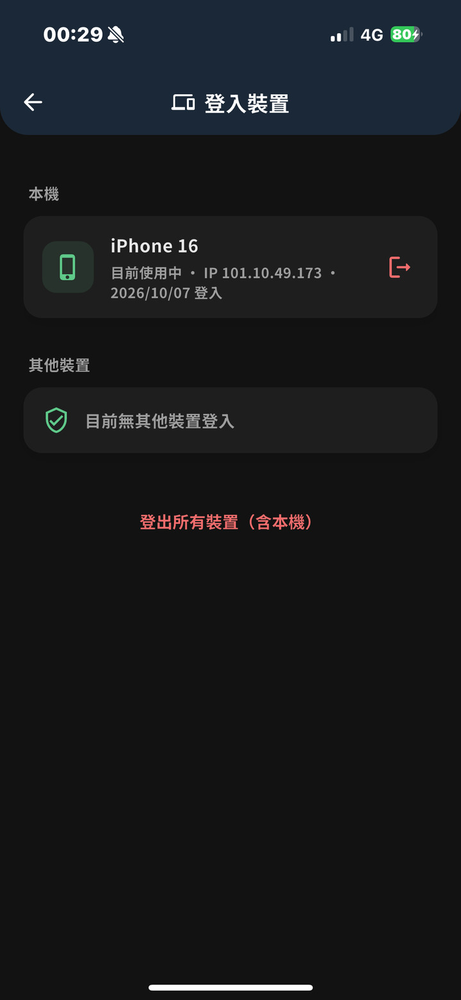 00:29
4G
80
登入裝置
本機
iPhone 16
目前使用中 • IP 101.10.49.173 •
2026/10/07 登入
其他裝置
目前無其他裝置登入
登出所有裝置（含本機）